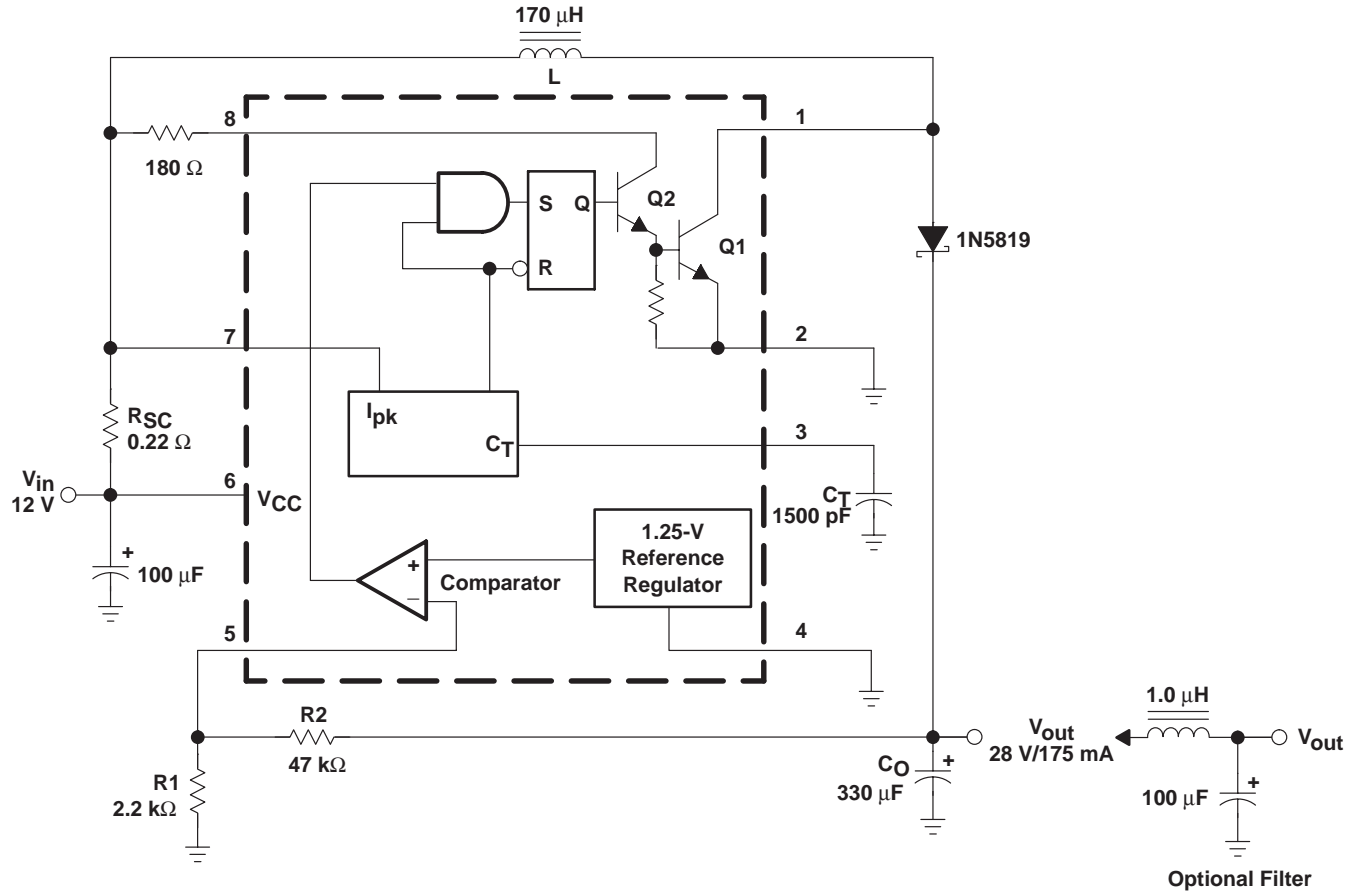 170 μH
L
8
1
180 Ω
S
Q
Q2
Q1
R
1N5819
7
2
Ipk
CT
3
RSC
0.22 Ω
Vin
12 V
6
VCC
CT
1500 pF
1.25-V
Reference
Regulator
+
−
Comparator
+
100 μF
5
4
R2
47 kΩ
R1
2.2 kΩ
Vout
28 V/175 mA
CO
330 μF
+
1.0 μH
Vout
100 μF
+
Optional Filter